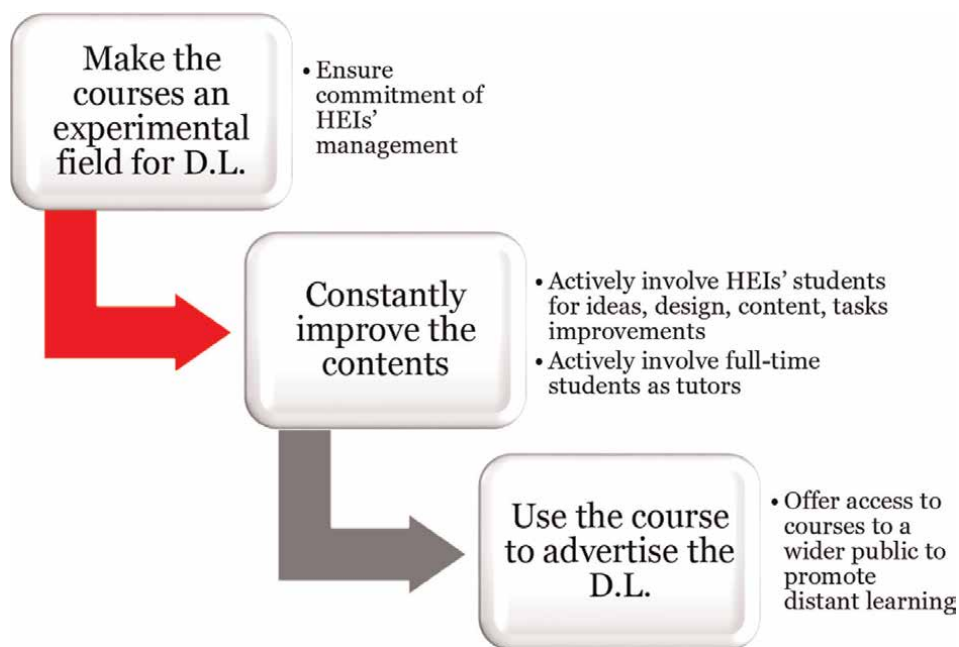 Make the
courses an
experimental
field for D.L.
• Ensure
commitment of
HEIs'
management
Constantly
improve the
contents
• Actively involve HEIs' students
for ideas, design, content, tasks
improvements
• Actively involve full-time
students as tutors
Use the course
to advertise the
D.L.
• Offer access to
courses to a
wider public to
promote
distant learning